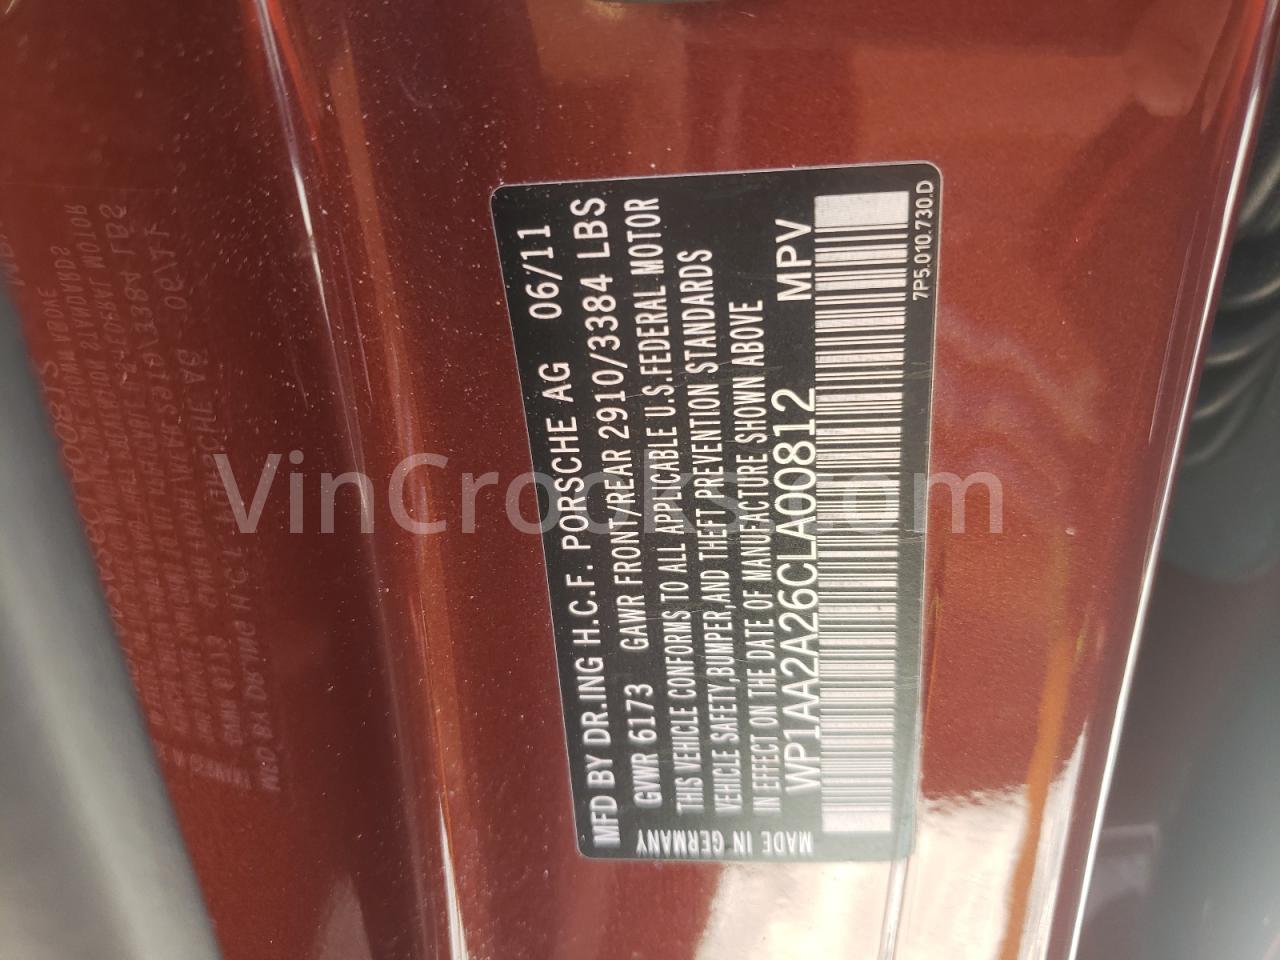 MFD BY DR.ING H.C.F. PORSCHE AG 06/11
GVWR 6173 GAWR FRONT/REAR 2910/3384 LBS
THIS VEHICLE CONFORMS TO ALL APPLICABLE U.S.FEDERAL MOTOR
VEHICLE SAFETY,BUMPER,AND THEFT PREVENTION STANDARDS
IN EFFECT ON THE DATE OF MANUFACTURE SHOWN ABOVE
WP1AA2A26CLA00812 MPV
7P5.010.730.D
MADE IN GERMANY
VinCrooks.com